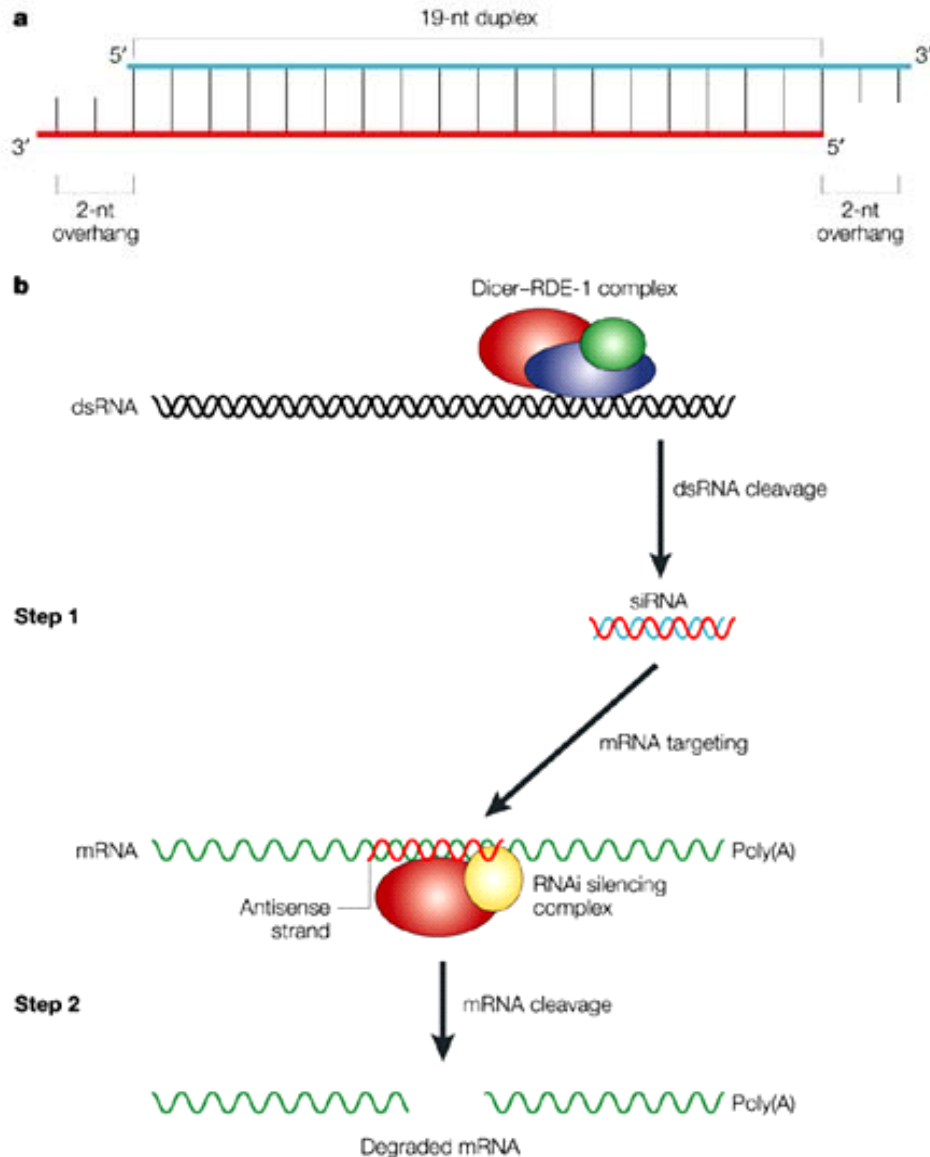 a
19-nt duplex
5′
3′
3′
5′
2-nt
overhang
2-nt
overhang
b
Dicer–RDE-1 complex
dsRNA
dsRNA cleavage
Step 1
siRNA
mRNA targeting
mRNA
Poly(A)
Antisense
strand
RNAi silencing
complex
Step 2
mRNA cleavage
Poly(A)
Degraded mRNA